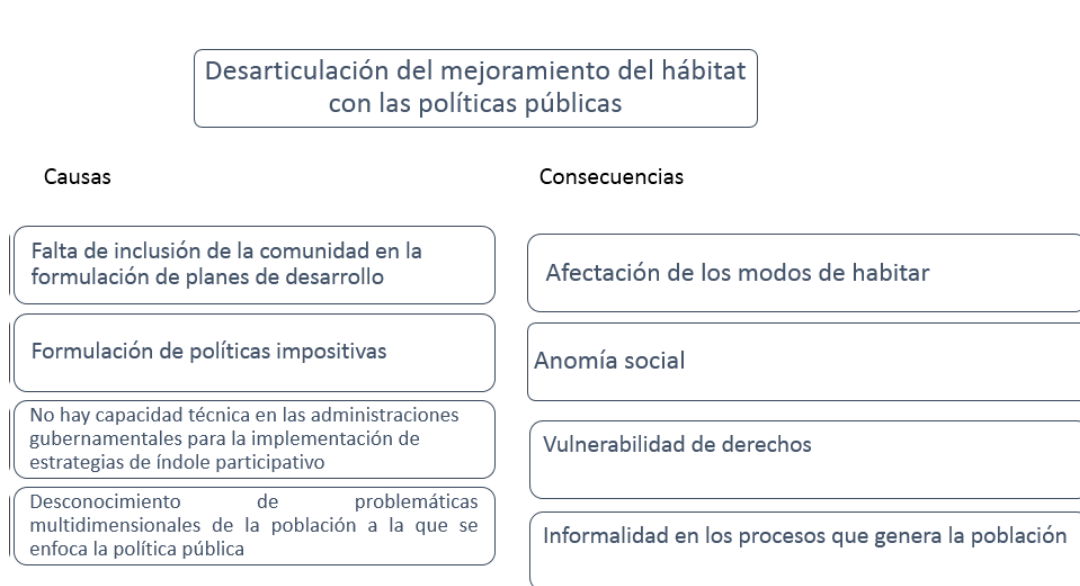 Desarticulación del mejoramiento del hábitat
con las políticas públicas
Causas
Consecuencias
Falta de inclusión de la comunidad en la
formulación de planes de desarrollo
Formulación de políticas impositivas
No hay capacidad técnica en las administraciones
gubernamentales para la implementación de
estrategias de índole participativo
Desconocimiento de problemáticas
multidimensionales de la población a la que se
enfoca la política pública
Afectación de los modos de habitar
Anomía social
Vulnerabilidad de derechos
Informalidad en los procesos que genera la población